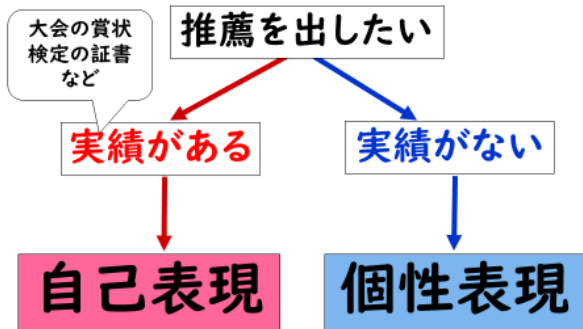 推薦を出したい
大会の賞状
検定の証書
など
実績がある
実績がない
自己表現
個性表現